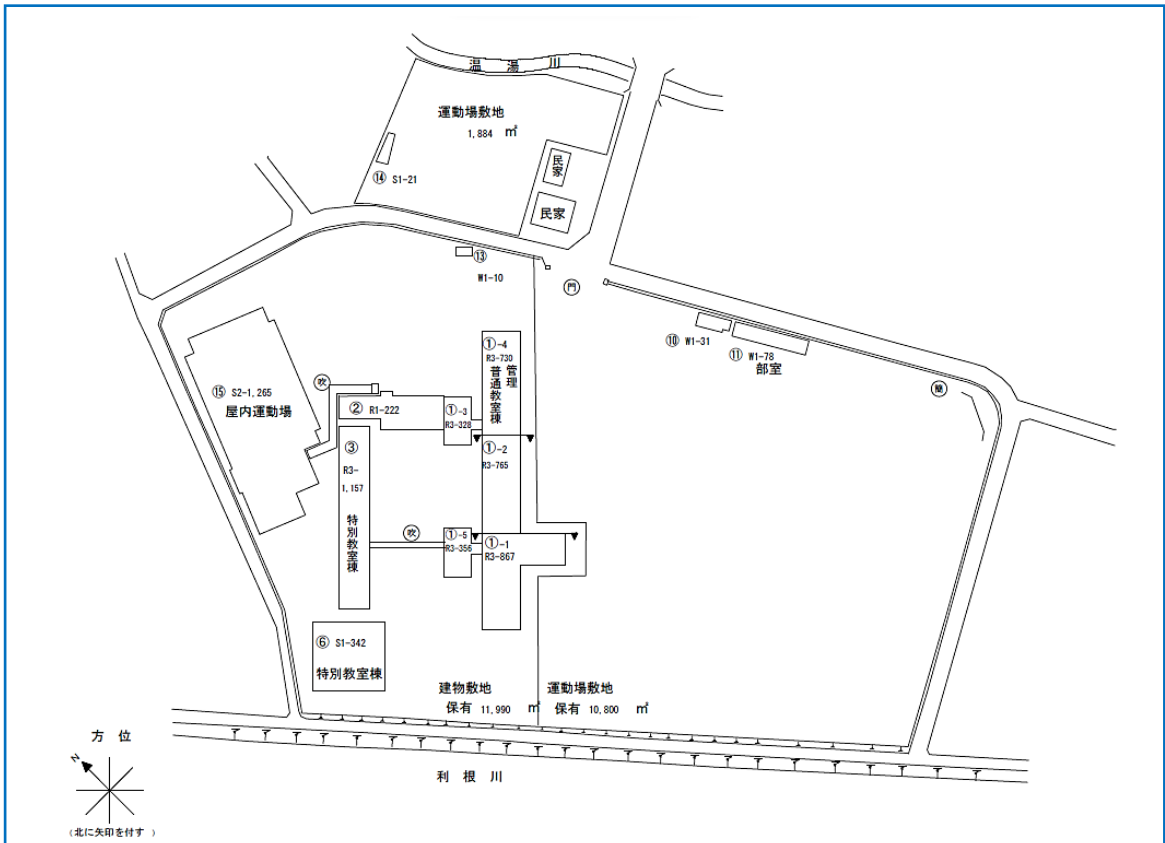 温湯川
運動場敷地
1,884 ㎡
民家
民家
⑭ S1-21
⑬
W1-10
門
⑩ W1-31
⑪ W1-78
部室
簡
⑮ S2-1,265
屋内運動場
吹
①-4
R3-730
管理
普通教室棟
② R1-222
①-3
R3-328
①-2
R3-765
③
R3-
1,157
特別教室棟
吹
①-5
R3-356
①-1
R3-867
⑥ S1-342
特別教室棟
建物敷地
保有 11,990 ㎡
運動場敷地
保有 10,800 ㎡
方位
N
(北に矢印を付す )
利根川